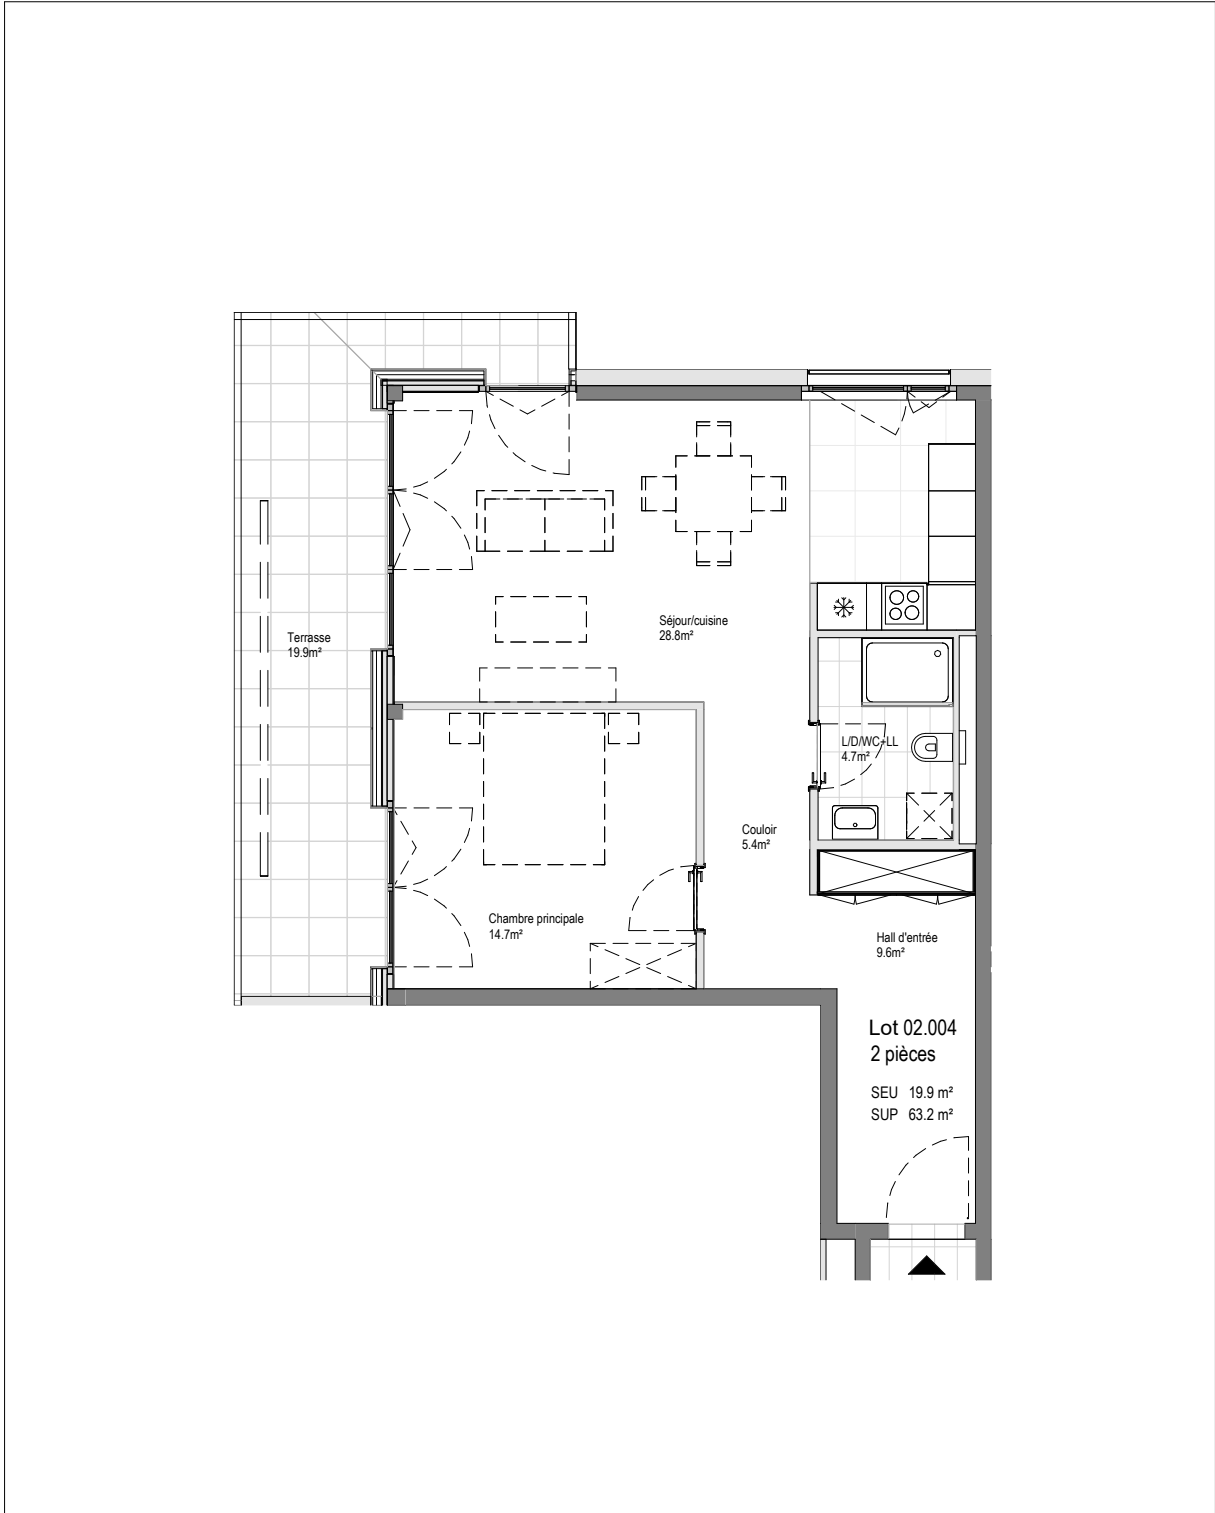 Séjour/cuisine
28.8m²
Terrasse
19.9m²
L/D/WC+LL
4.7m²
Couloir
5.4m²
Chambre principale
14.7m²
Hall d'entrée
9.6m²
Lot 02.004
2 pièces
SEU 19.9 m²
SUP 63.2 m²